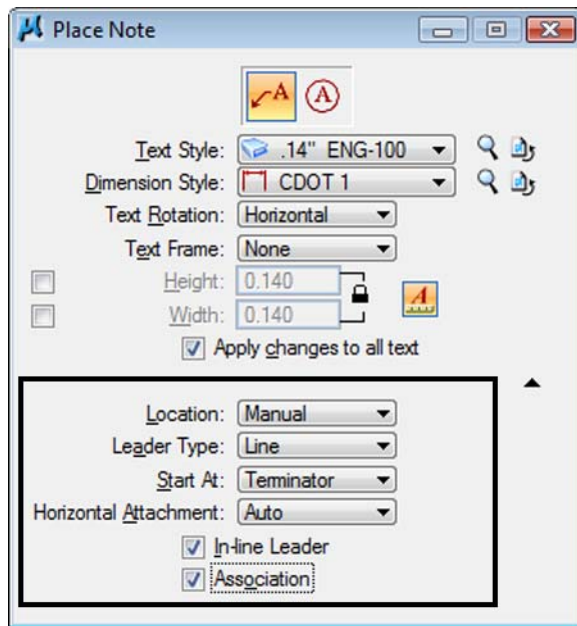 Place Note
A A
Text Style: .14" ENG-100
Dimension Style: CDOT 1
Text Rotation: Horizontal
Text Frame: None
Height: 0.140
A
Width: 0.140
Apply changes to all text
Location: Manual
Leader Type: Line
Start At: Terminator
Horizontal Attachment: Auto
In-line Leader
Association